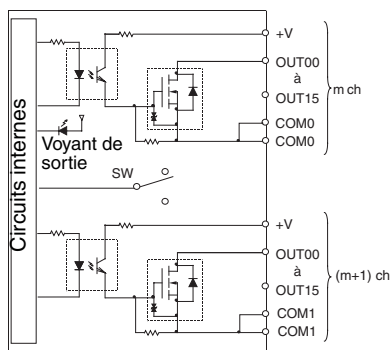 Circuits internes
+V
OUT00
à
OUT15
COM0
COM0
m ch
Voyant de
sortie
SW
+V
OUT00
à
OUT15
COM1
COM1
(m+1) ch